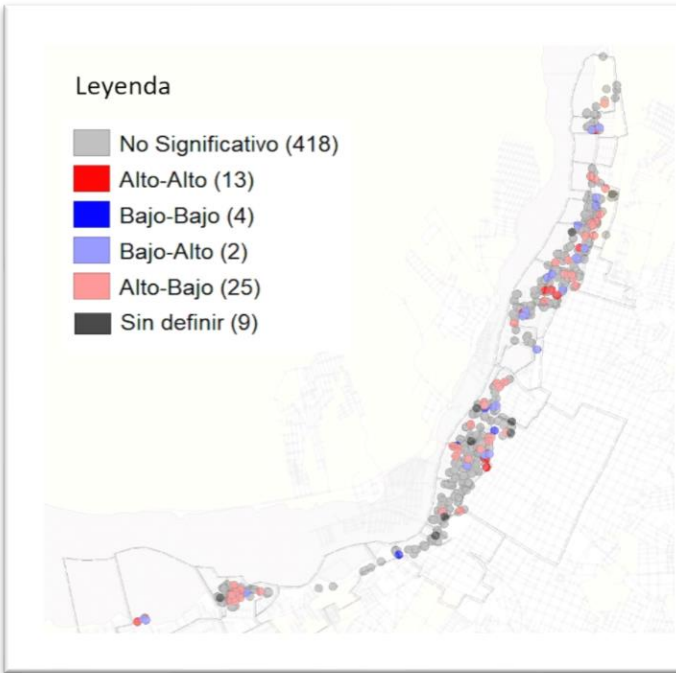 Leyenda
No Significativo (418)
Alto-Alto (13)
Bajo-Bajo (4)
Bajo-Alto (2)
Alto-Bajo (25)
Sin definir (9)